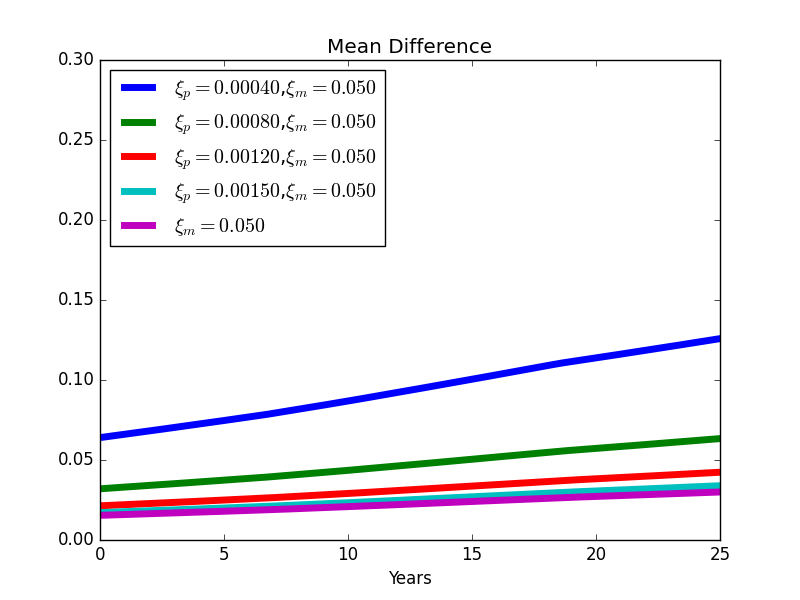 Mean Difference
0.30
0.25
0.20
0.15
0.10
0.05
0.00
ξₚ = 0.00040,ξₘ = 0.050
ξₚ = 0.00080,ξₘ = 0.050
ξₚ = 0.00120,ξₘ = 0.050
ξₚ = 0.00150,ξₘ = 0.050
ξₘ = 0.050
0 5 10 15 20 25
Years